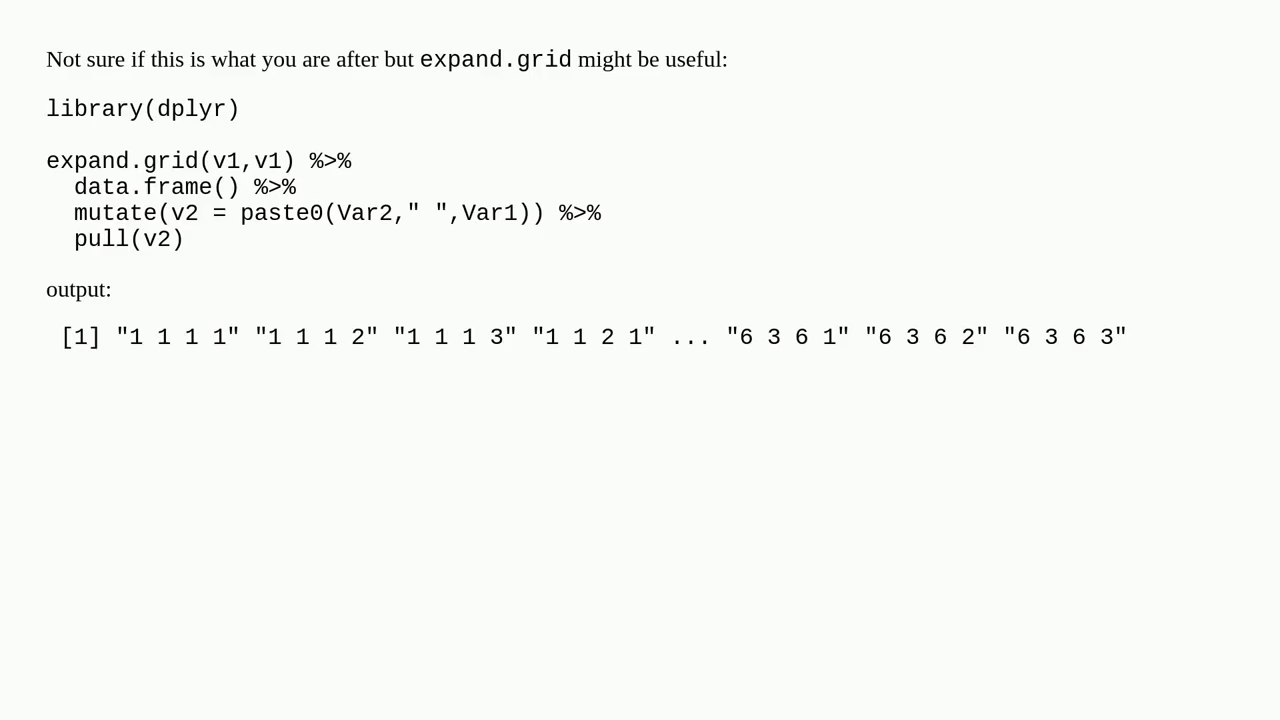 Not sure if this is what you are after but expand.grid might be useful:
library(dplyr)
expand.grid(v1,v1) %>%
  data.frame() %>%
  mutate(v2 = paste0(Var2," ",Var1)) %>%
  pull(v2)
output:
 [1] "1 1 1 1" "1 1 1 2" "1 1 1 3" "1 1 2 1" ... "6 3 6 1" "6 3 6 2" "6 3 6 3"